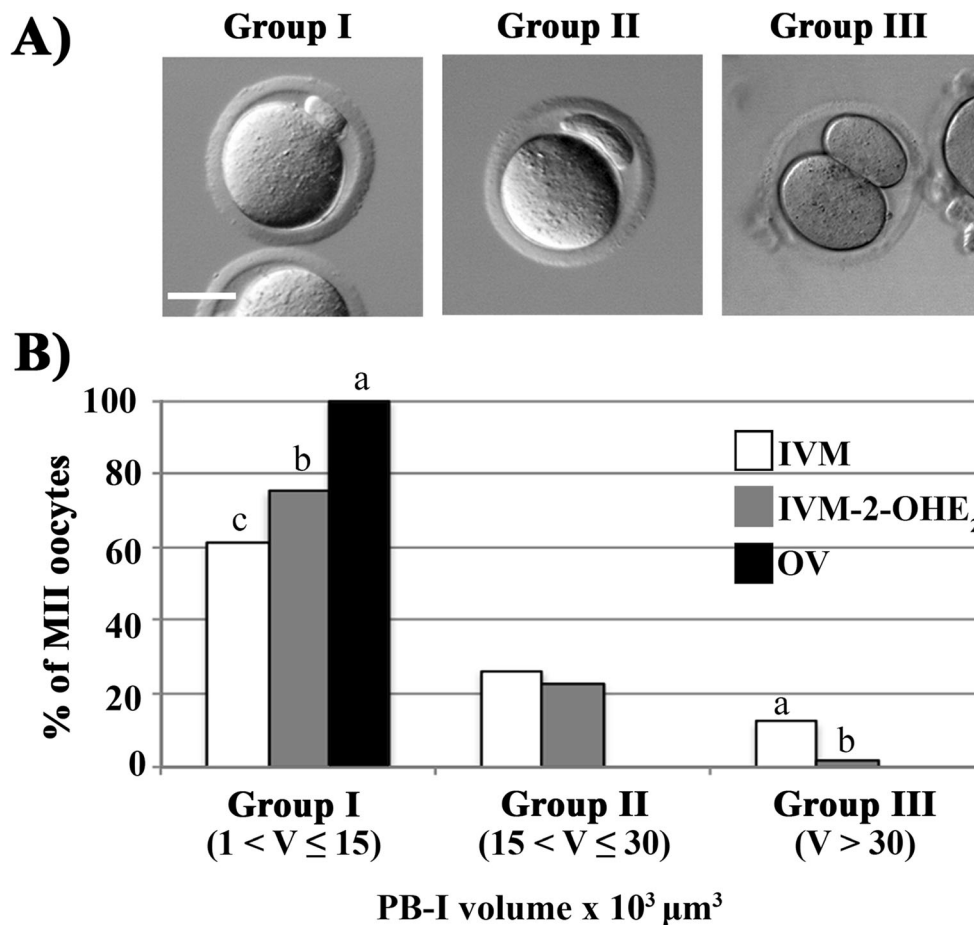 A)
Group I
Group II
Group III
B)
% of MII oocytes
100
80
60
40
20
0
c
b
a
a
b
IVM
IVM-2-OHE₂
OV
Group I
(1 < V ≤ 15)
Group II
(15 < V ≤ 30)
Group III
(V > 30)
PB-I volume x 10³ μm³